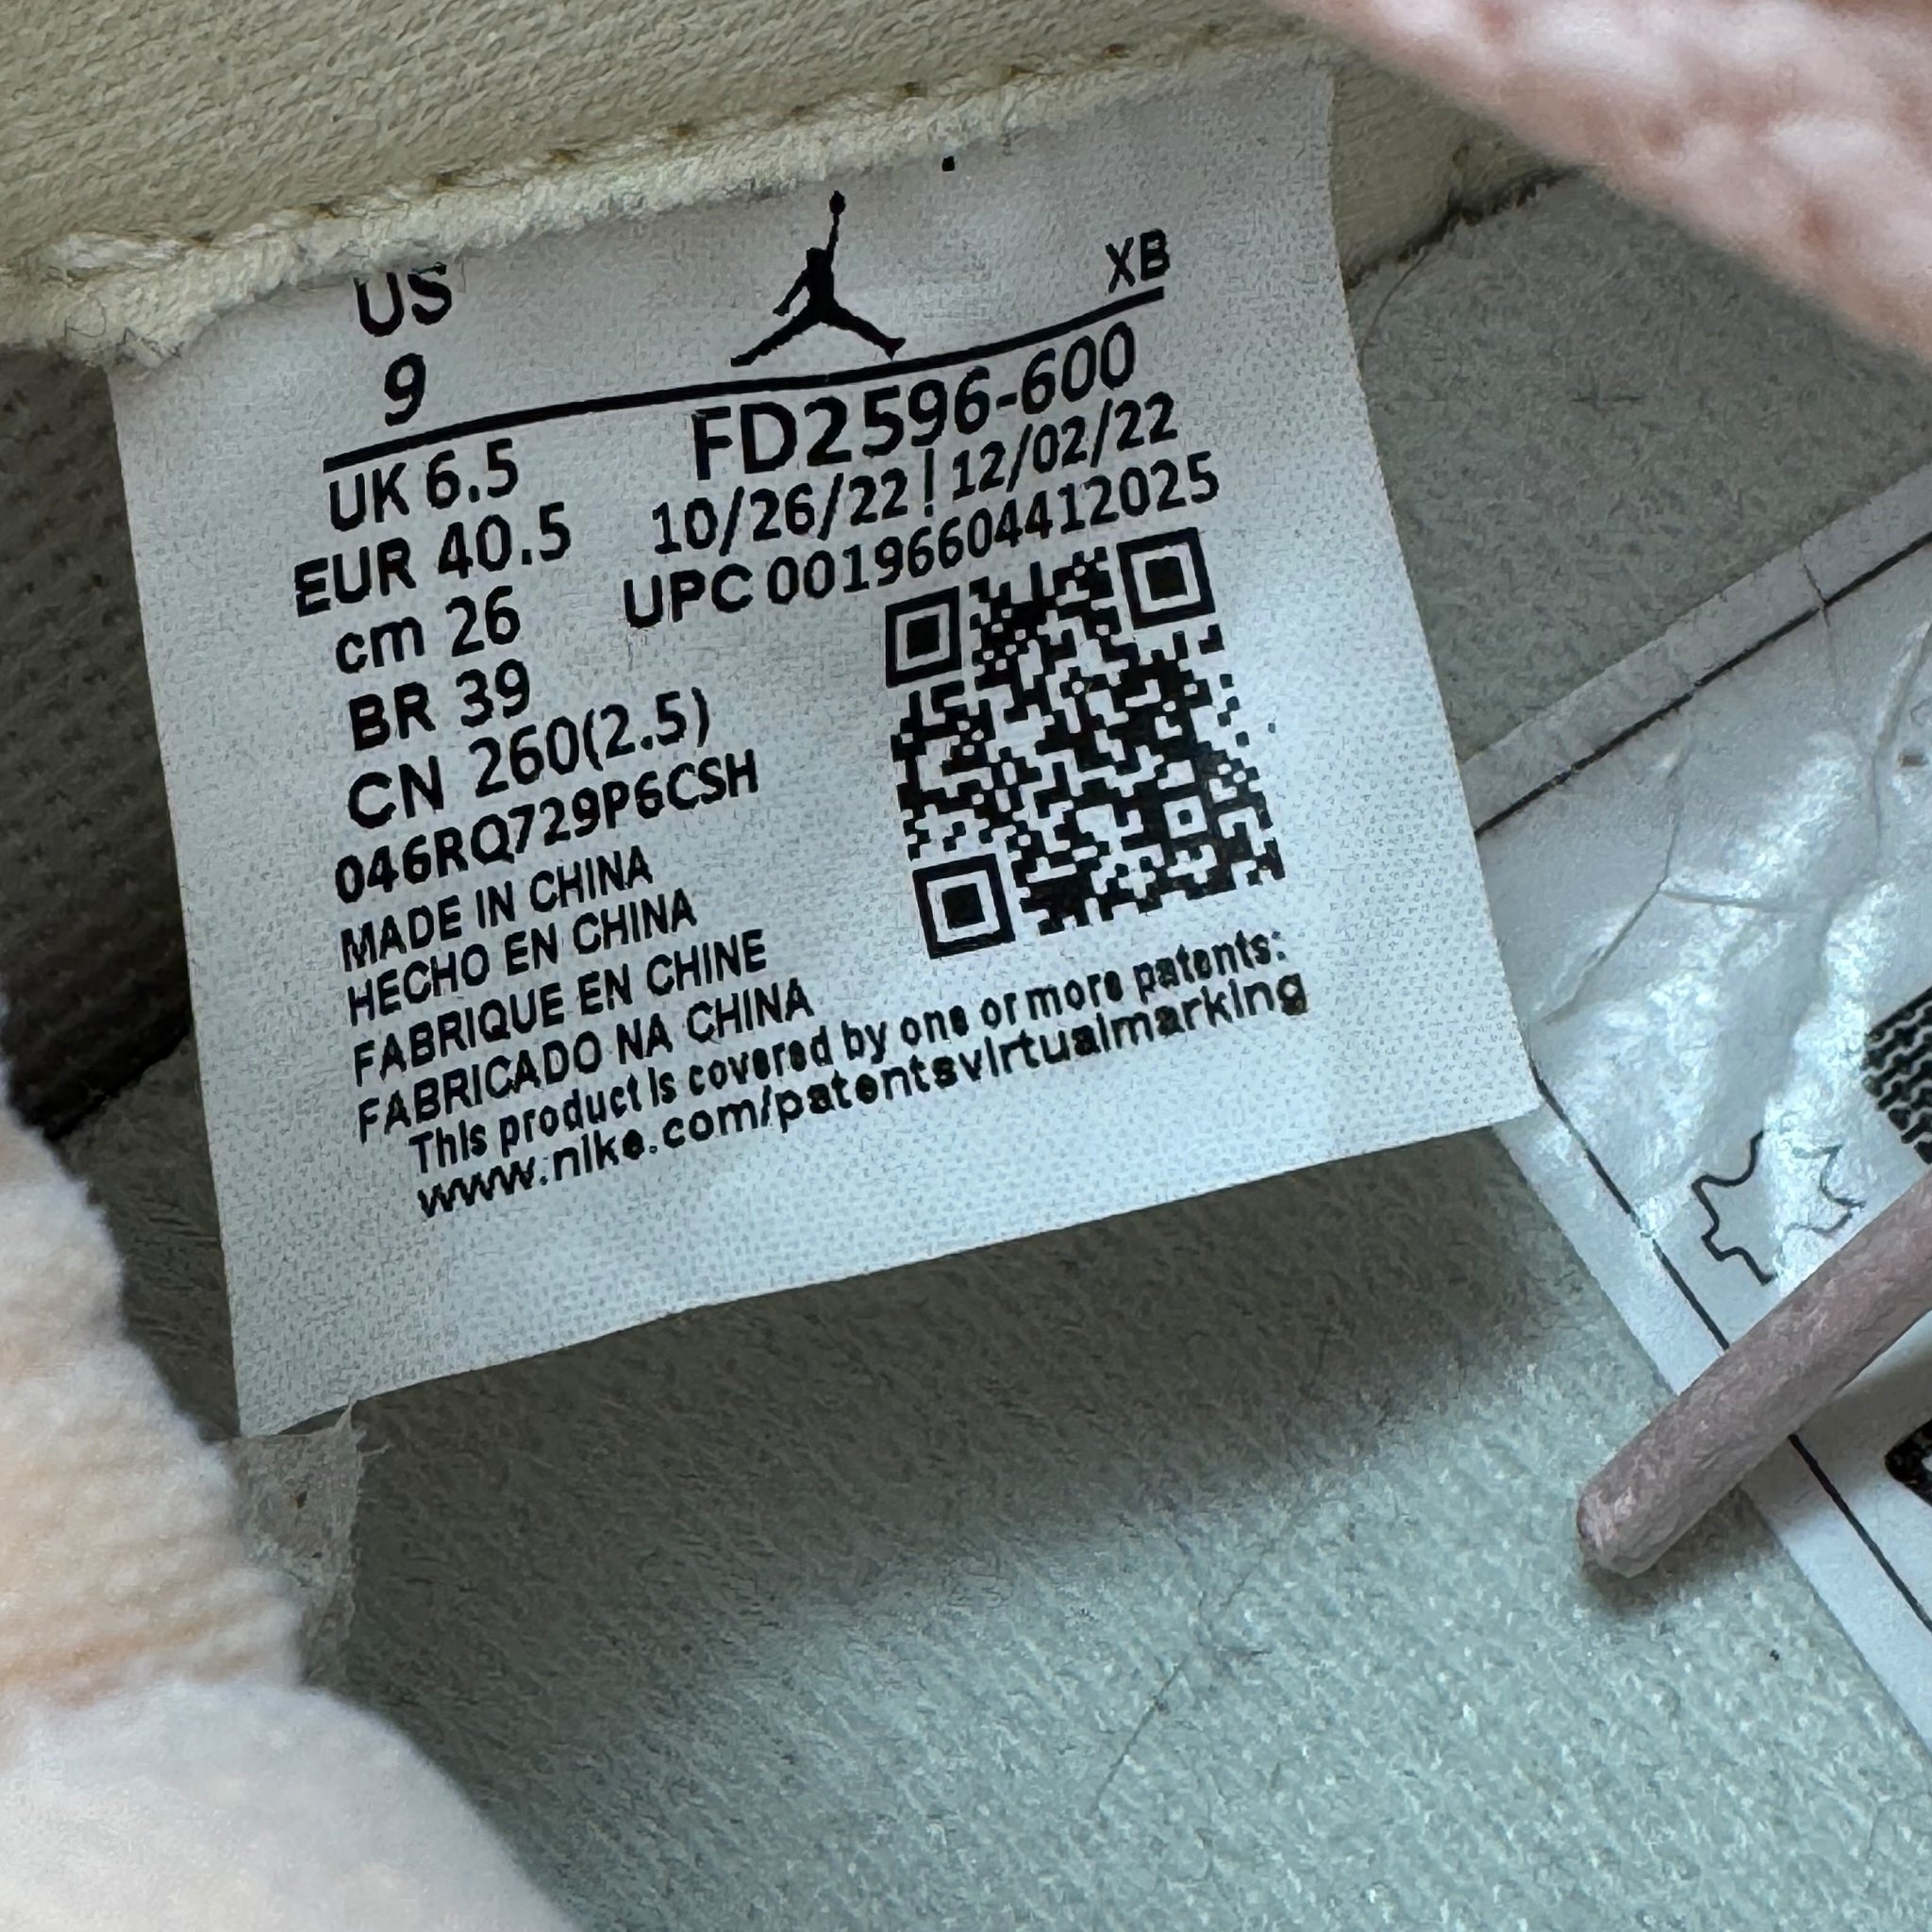 US XB
9
FD2596-600
UK 6.5 10/26/22 | 12/02/22
EUR 40.5 UPC 00196604412025
cm 26
BR 39
CN 260(2.5)
046RQ729P6CSH
MADE IN CHINA
HECHO EN CHINA
FABRIQUE EN CHINE
FABRICADO NA CHINA
This product is covered by one or more patents:
www.nike.com/patentsvirtualmarking